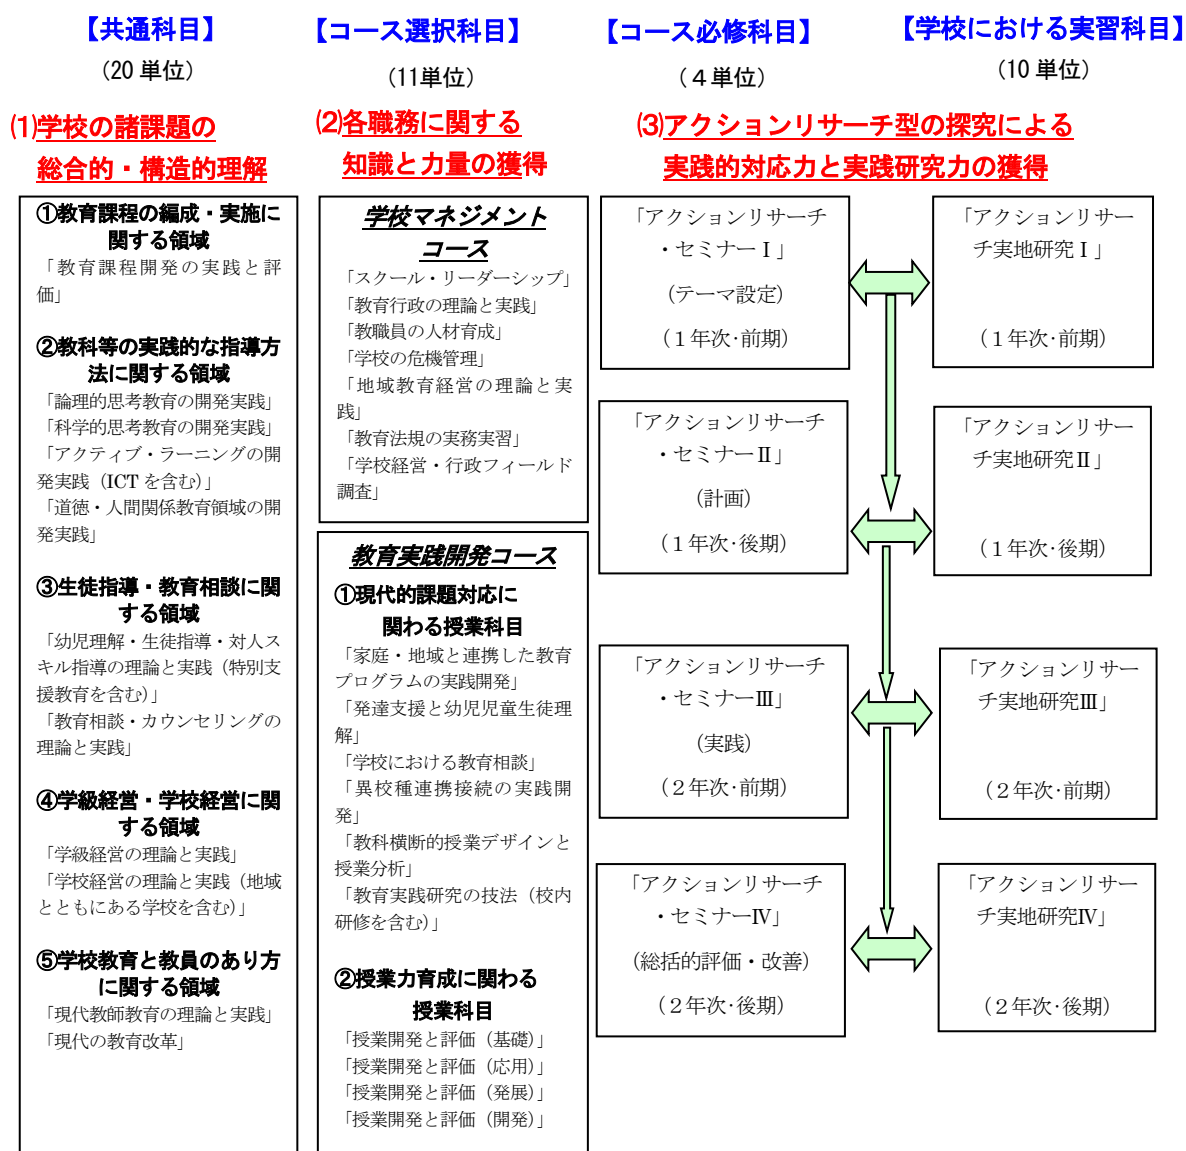 【共通科目】
（20 単位）
⑴学校の諸課題の
総合的・構造的理解
①教育課程の編成・実施に
関する領域
「教育課程開発の実践と評
価」
②教科等の実践的な指導方
法に関する領域
「論理的思考教育の開発実践」
「科学的思考教育の開発実践」
「アクティブ・ラーニングの開
発実践（ICT を含む）」
「道徳・人間関係教育領域の開
発実践」
③生徒指導・教育相談に関
する領域
「幼児理解・生徒指導・対人ス
キル指導の理論と実践（特別支
援教育を含む）」
「教育相談・カウンセリングの
理論と実践」
④学級経営・学校経営に関
する領域
「学級経営の理論と実践」
「学校経営の理論と実践（地域
とともにある学校を含む）」
⑤学校教育と教員のあり方
に関する領域
「現代教師教育の理論と実践」
「現代の教育改革」
【コース選択科目】
（11単位）
⑵各職務に関する
知識と力量の獲得
学校マネジメント
コース
「スクール・リーダーシップ」
「教育行政の理論と実践」
「教職員の人材育成」
「学校の危機管理」
「地域教育経営の理論と実
践」
「教育法規の実務実習」
「学校経営・行政フィールド
調査」
教育実践開発コース
①現代的課題対応に
関わる授業科目
「家庭・地域と連携した教育
プログラムの実践開発」
「発達支援と幼児児童生徒理
解」
「学校における教育相談」
「異校種連携接続の実践開
発」
「教科横断的授業デザインと
授業分析」
「教育実践研究の技法（校内
研修を含む）」
②授業力育成に関わる
授業科目
「授業開発と評価（基礎）」
「授業開発と評価（応用）」
「授業開発と評価（発展）」
「授業開発と評価（開発）」
【コース必修科目】
（４単位）
【学校における実習科目】
（10 単位）
⑶アクションリサーチ型の探究による
実践的対応力と実践研究力の獲得
「アクションリサーチ
・セミナーⅠ」
（テーマ設定）
（１年次･前期）
「アクションリサー
チ実地研究Ⅰ」
（１年次･前期）
「アクションリサーチ
・セミナーⅡ」
（計画）
（１年次･後期）
「アクションリサー
チ実地研究Ⅱ」
（１年次･後期）
「アクションリサーチ
・セミナーⅢ」
（実践）
（２年次･前期）
「アクションリサー
チ実地研究Ⅲ」
（２年次･前期）
「アクションリサーチ
・セミナーⅣ」
（総括的評価・改善）
（２年次･後期）
「アクションリサー
チ実地研究Ⅳ」
（２年次･後期）